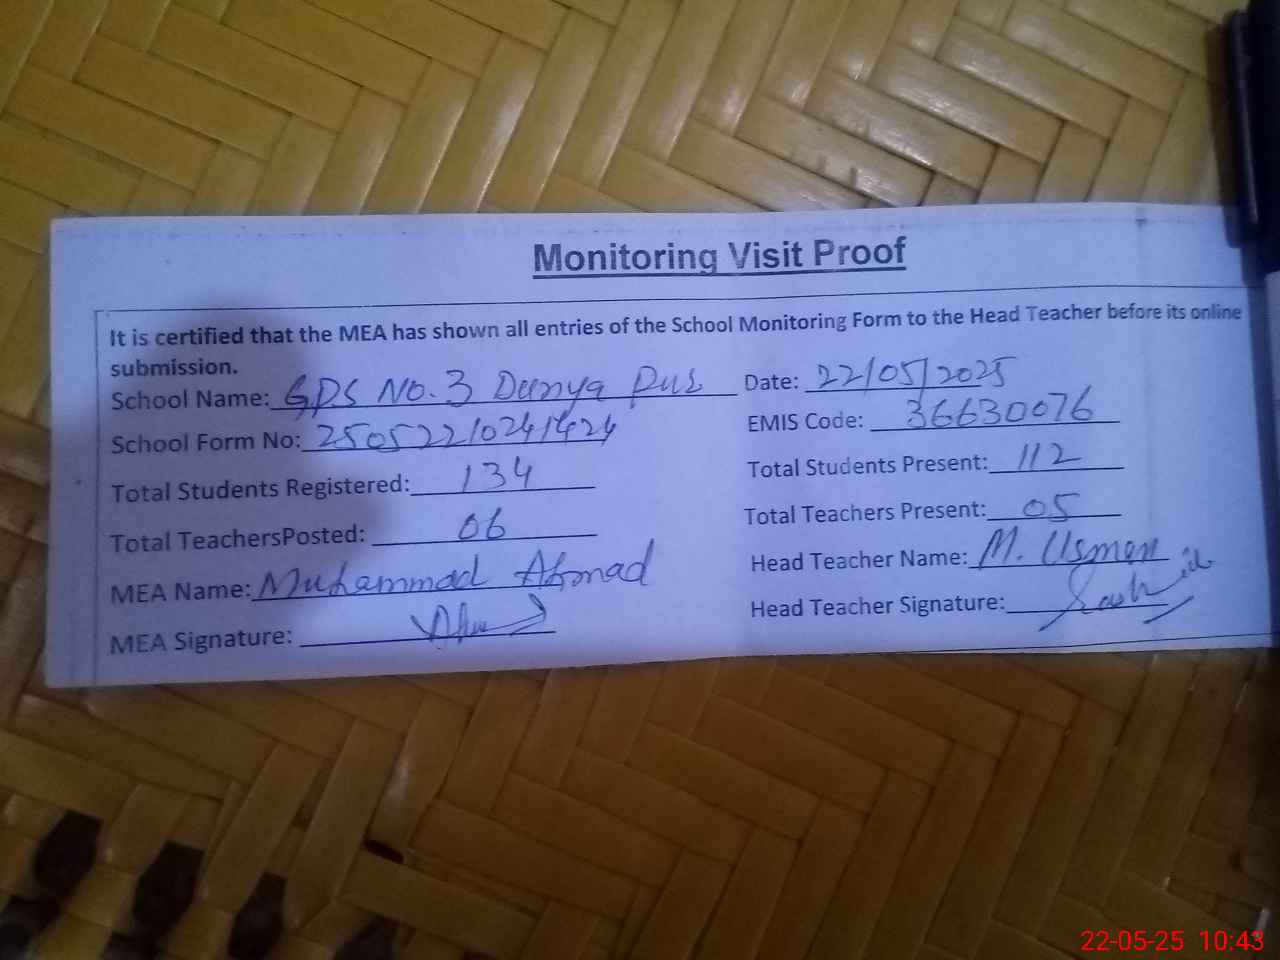 Monitoring Visit Proof
It is certified that the MEA has shown all entries of the School Monitoring Form to the Head Teacher before its online
submission.
School Name: GPS No. 3 Dunya Pur Date: 22/05/2025
School Form No: 25052210241424 EMIS Code: 36630076
Total Students Registered: 134 Total Students Present: 112
Total TeachersPosted: 06 Total Teachers Present: 05
MEA Name: Muhammad Ahmad Head Teacher Name: M. Usman
MEA Signature: Head Teacher Signature:
22-05-25 10:43